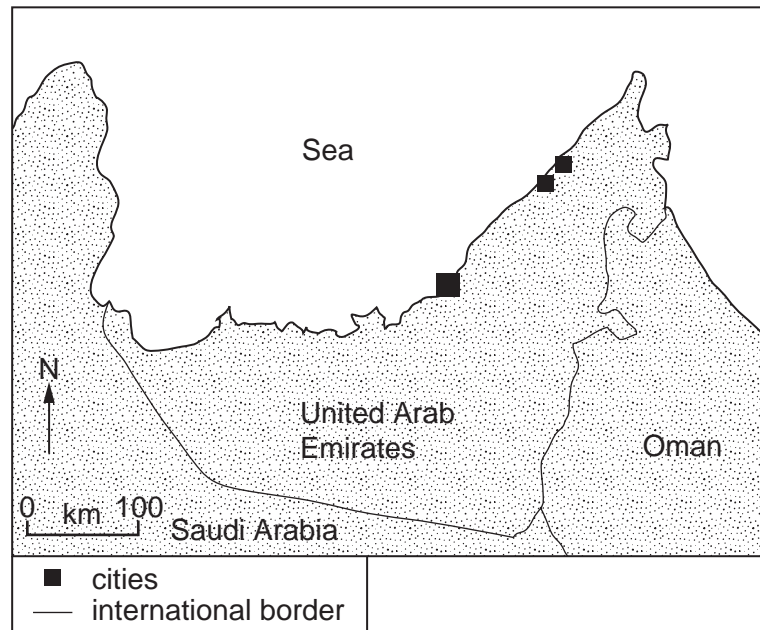 Sea
N
United Arab
Emirates
Oman
0 km 100
Saudi Arabia
cities
international border